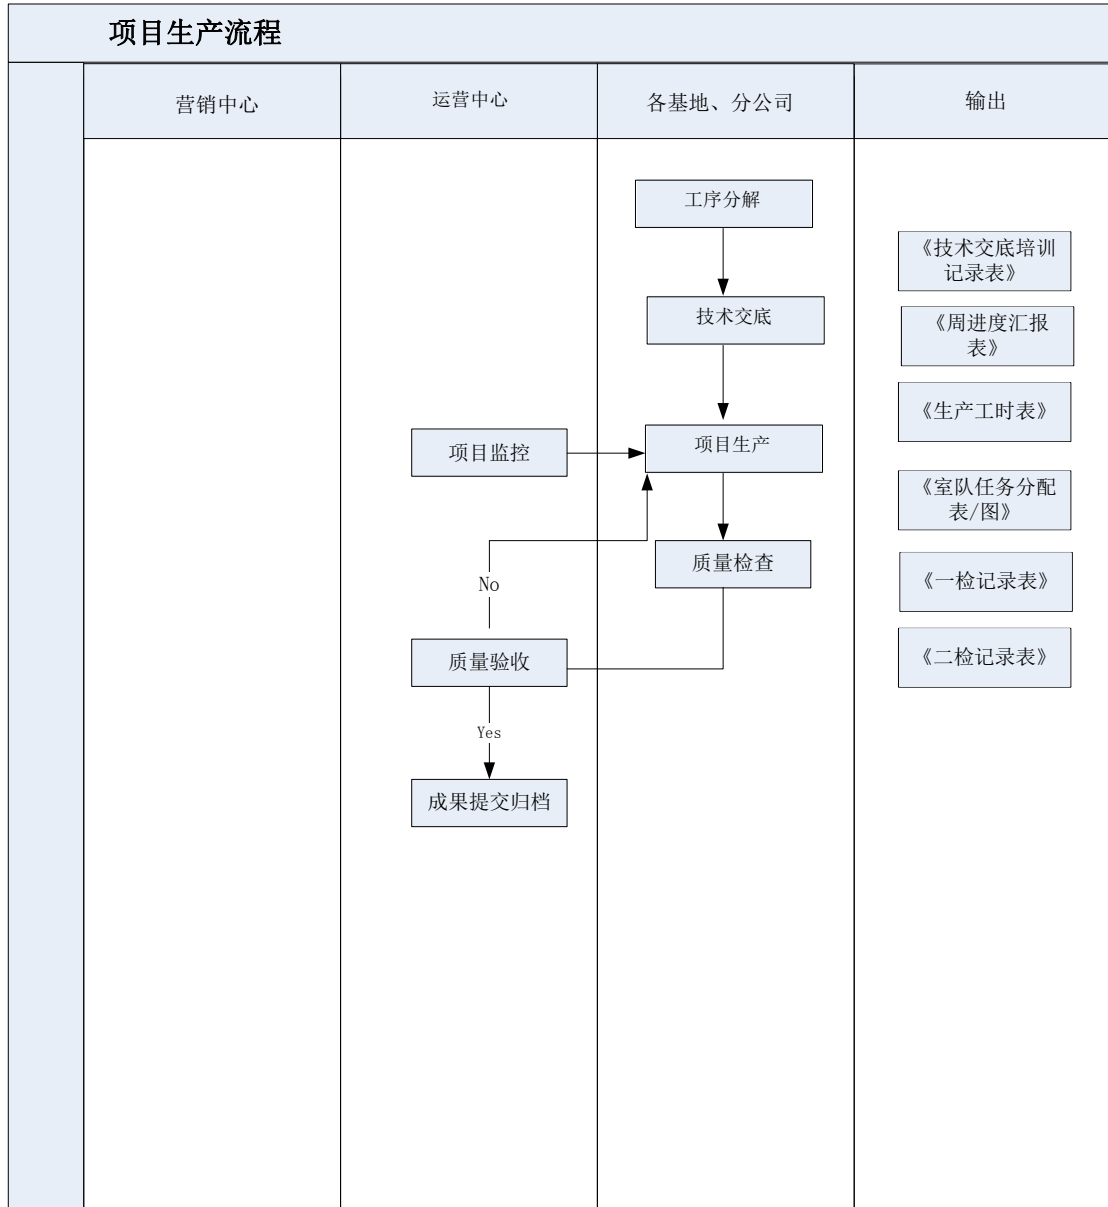 项目生产流程
营销中心
运营中心
各基地、分公司
输出
工序分解
《技术交底培训
记录表》
技术交底
《周进度汇报
表》
《生产工时表》
项目监控
项目生产
《室队任务分配
表/图》
质量检查
《一检记录表》
No
质量验收
《二检记录表》
Yes
成果提交归档